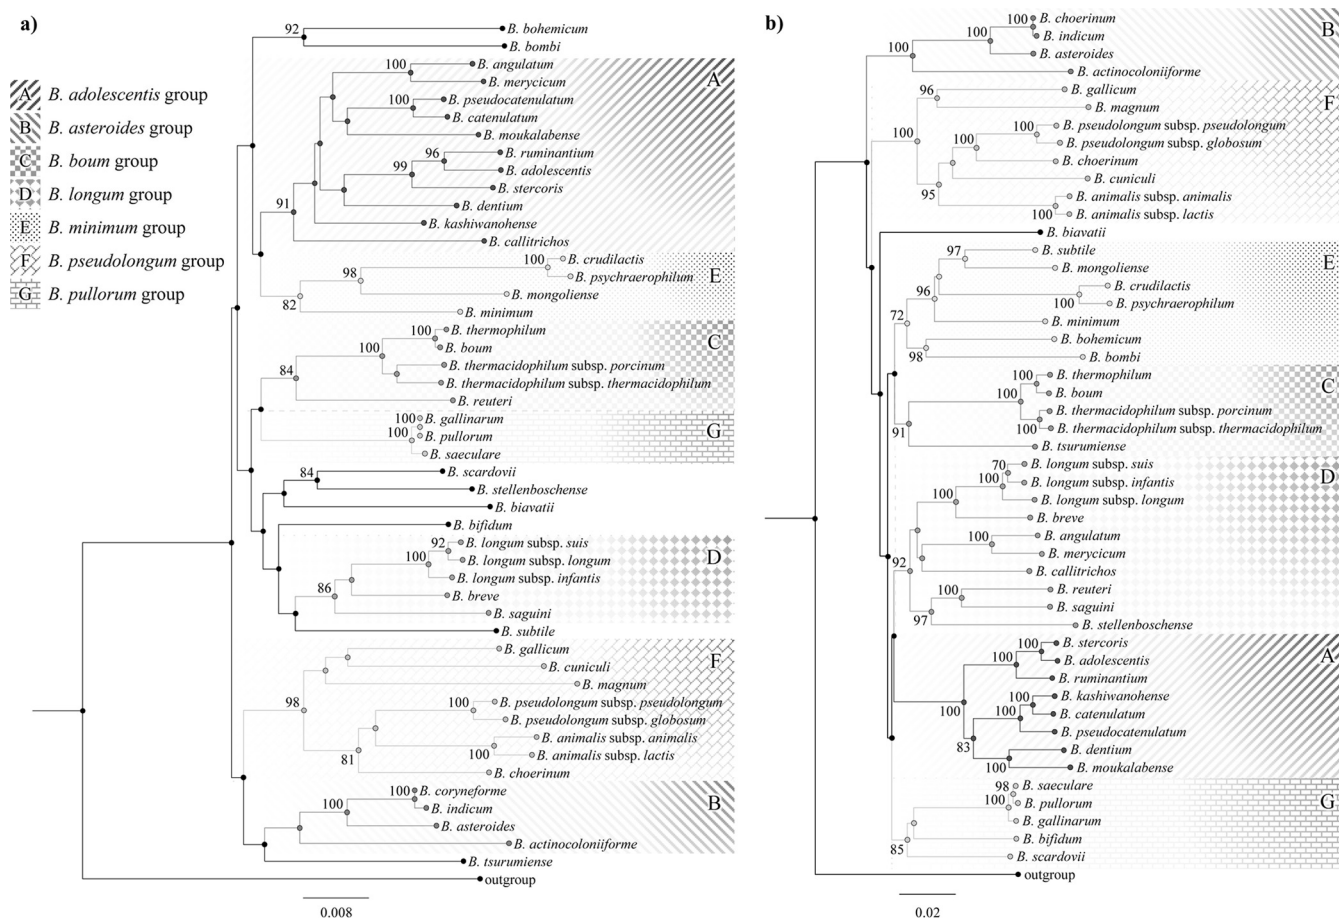 a)
A B. adolescentis group
B B. asteroides group
C B. boum group
D B. longum group
E B. minimum group
F B. pseudolongum group
G B. pullorum group
92
B. bohemicum
B. bombi
A
B. angulatum
100
B. merycicum
B. pseudocatenulatum
100
B. catenulatum
B. moukalabense
B. ruminantium
96
B. adolescentis
99
B. stercoris
B. dentium
91
B. kashiwanohense
B. callitrichos
E
B. crudilactis
100
B. psychraerophilum
98
B. mongoliense
82
B. minimum
C
B. thermophilum
100
B. boum
100
B. thermacidophilum subsp. porcinum
B. thermacidophilum subsp. thermacidophilum
84
B. reuteri
G
B. gallinarum
100
B. pullorum
100
B. saeculare
B. scardovii
84
B. stellenboschense
B. biavatii
B. bifidum
D
B. longum subsp. suis
92
B. longum subsp. longum
100
B. longum subsp. infantis
B. breve
86
B. saguini
B. subtile
F
B. gallicum
B. cuniculi
B. magnum
98
B. pseudolongum subsp. pseudolongum
100
B. pseudolongum subsp. globosum
B. animalis subsp. animalis
100
B. animalis subsp. lactis
81
B. choerinum
B
B. coryneforme
100
B. indicum
100
B. asteroides
B. actinocoloniiforme
B. tsurumiense
outgroup
0.008
b)
B
B. choerinum
100
B. indicum
100
B. asteroides
100
B. actinocoloniiforme
F
B. gallicum
96
B. magnum
100
B. pseudolongum subsp. pseudolongum
100
B. pseudolongum subsp. globosum
B. choerinum
B. cuniculi
95
B. animalis subsp. animalis
100
B. animalis subsp. lactis
B. biavatii
E
B. subtile
97
B. mongoliense
96
B. crudilactis
100
B. psychraerophilum
72
B. minimum
B. bohemicum
98
B. bombi
C
B. thermophilum
100
B. boum
100
B. thermacidophilum subsp. porcinum
100
B. thermacidophilum subsp. thermacidophilum
91
B. tsurumiense
D
B. longum subsp. suis
70
B. longum subsp. infantis
100
B. longum subsp. longum
100
B. breve
B. angulatum
100
B. merycicum
92
B. callitrichos
B. reuteri
100
B. saguini
97
B. stellenboschense
A
B. stercoris
100
B. adolescentis
100
B. ruminantium
100
B. kashiwanohense
100
B. catenulatum
100
B. pseudocatenulatum
83
B. dentium
100
B. moukalabense
G
B. saeculare
98
B. pullorum
100
B. gallinarum
B. bifidum
85
B. scardovii
outgroup
0.02